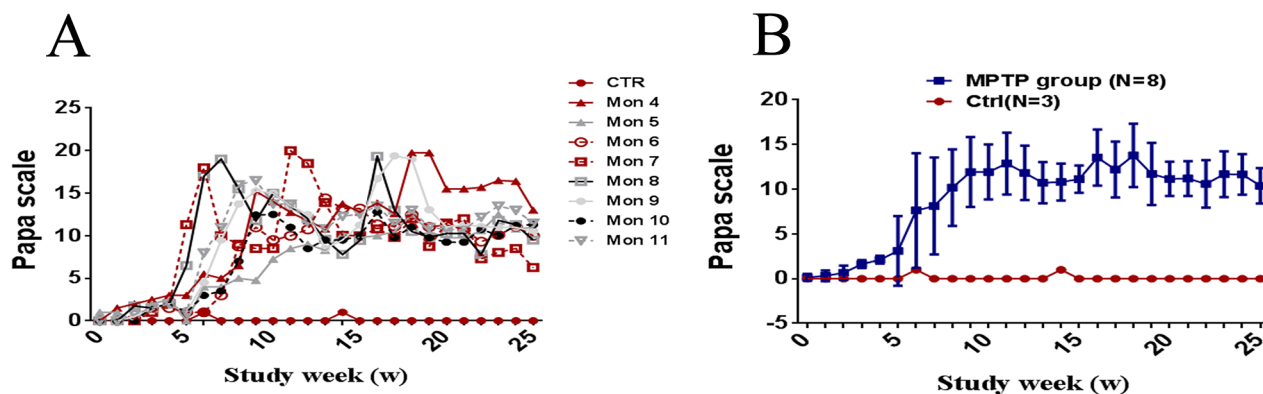 A
Papa scale
25
20
15
10
5
0
0
5
10
15
20
25
Study week (w)
CTR
Mon 4
Mon 5
Mon 6
Mon 7
Mon 8
Mon 9
Mon 10
Mon 11
B
MPTP group (N=8)
Ctrl(N=3)
Papa scale
20
15
10
5
0
-5
0
5
10
15
20
25
Study week (w)